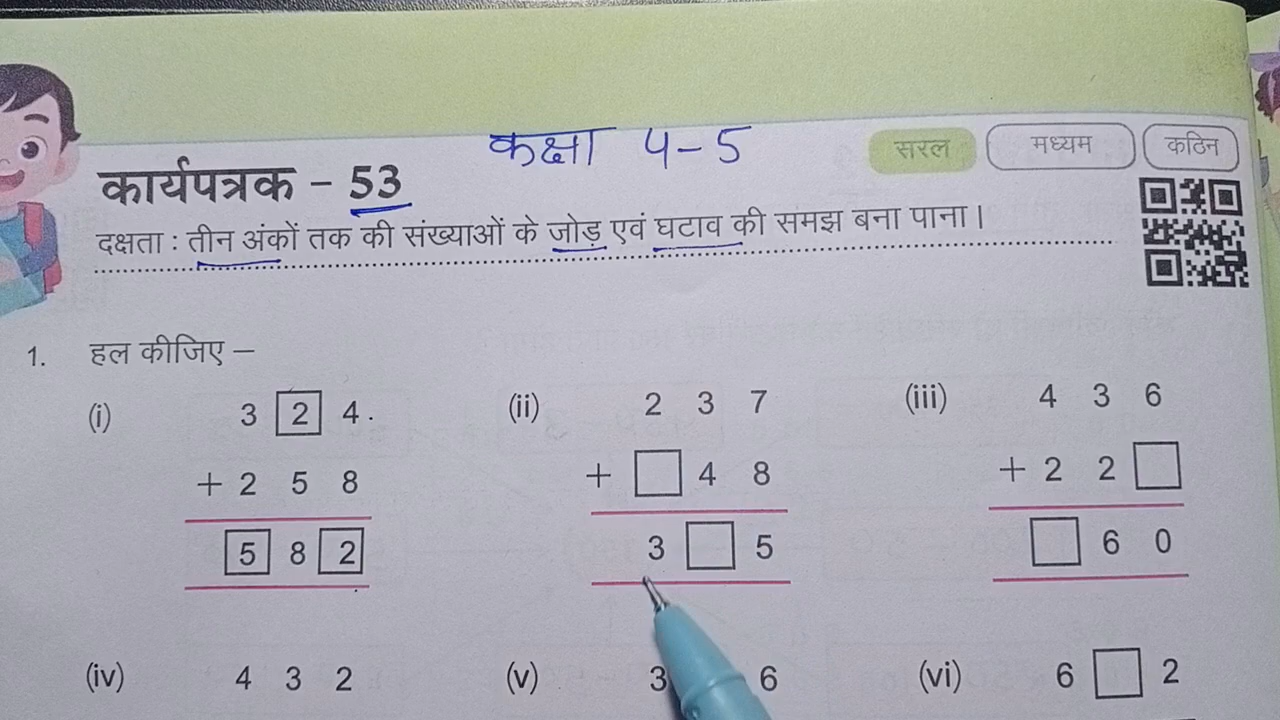 कक्षा 4-5
सरल मध्यम कठिन
कार्यपत्रक – 53
दक्षता : तीन अंकों तक की संख्याओं के जोड़ एवं घटाव की समझ बना पाना ।
1. हल कीजिए –
(i) 3 2 4 . (ii) 2 3 7 (iii) 4 3 6
+ 2 5 8 + □ 4 8 + 2 2 □
5 8 2 3 □ 5 □ 6 0
(iv) 4 3 2 (v) 3 6 (vi) 6 □ 2